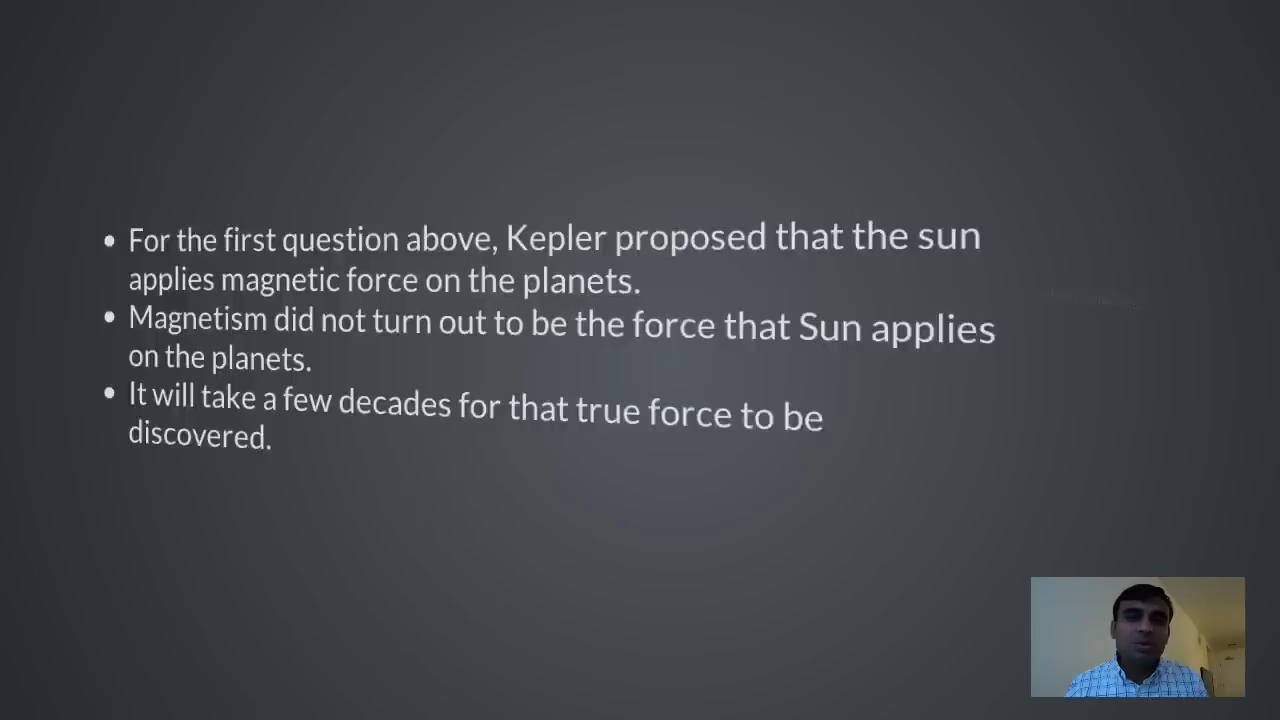 • For the first question above, Kepler proposed that the sun
applies magnetic force on the planets.
• Magnetism did not turn out to be the force that Sun applies
on the planets.
• It will take a few decades for that true force to be
discovered.